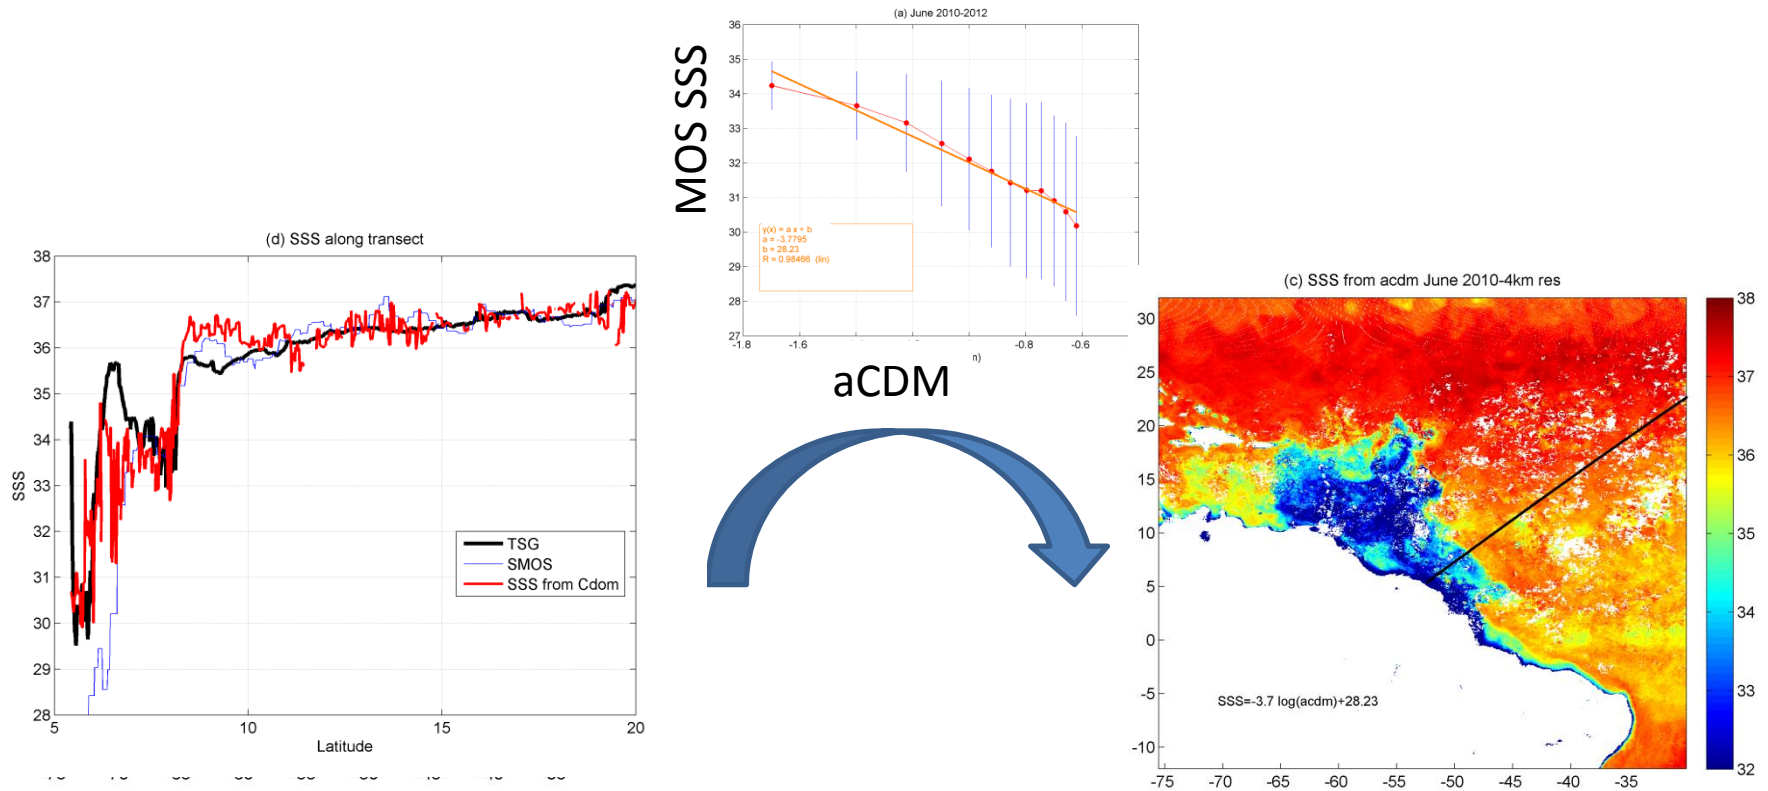 (a) June 2010-2012
MOS SSS
36
35
34
33
32
31
30
29
28
27
y(x) = a x + b
a = -3.7795
b = 28.23
R = 0.98466 (lin)
-1.8 -1.6 -0.8 -0.6
n)
aCDM
(d) SSS along transect
SSS
38
37
36
35
34
33
32
31
30
29
28
TSG
SMOS
SSS from Cdom
5 10 15 20
Latitude
(c) SSS from acdm June 2010-4km res
30
25
20
15
10
5
0
-5
-10
SSS=-3.7 log(acdm)+28.23
-75 -70 -65 -60 -55 -50 -45 -40 -35
38
37
36
35
34
33
32